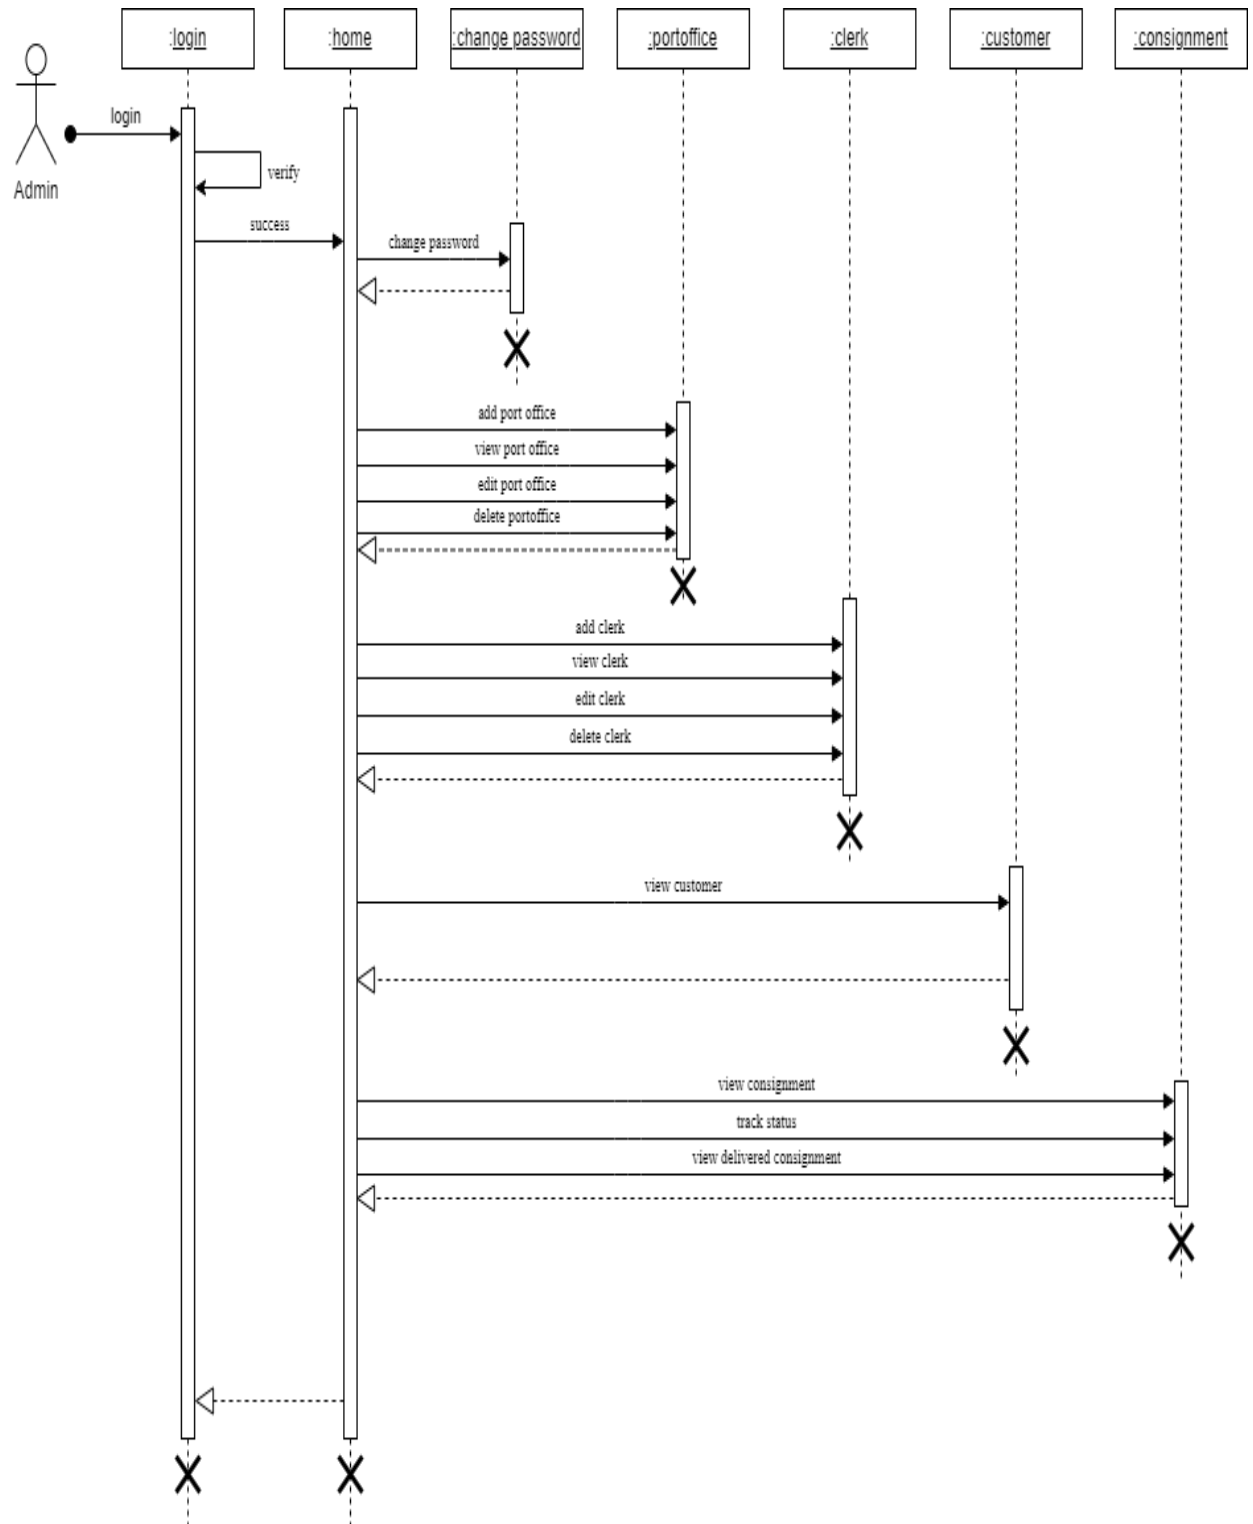 :login
:home
:change password
:portoffice
:clerk
:customer
:consignment
login
Admin
verify
success
change password
add port office
view port office
edit port office
delete portoffice
add clerk
view clerk
edit clerk
delete clerk
view customer
view consignment
track status
view delivered consignment